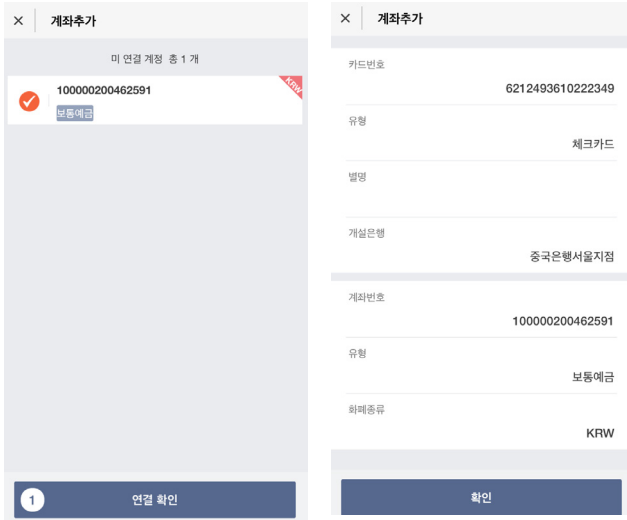 계좌추가
미 연결 계정 총 1 개
100000200462591
KRW
보통예금
1
연결 확인
계좌추가
카드번호
6212493610222349
유형
체크카드
별명
개설은행
중국은행서울지점
계좌번호
100000200462591
유형
보통예금
화폐종류
KRW
확인